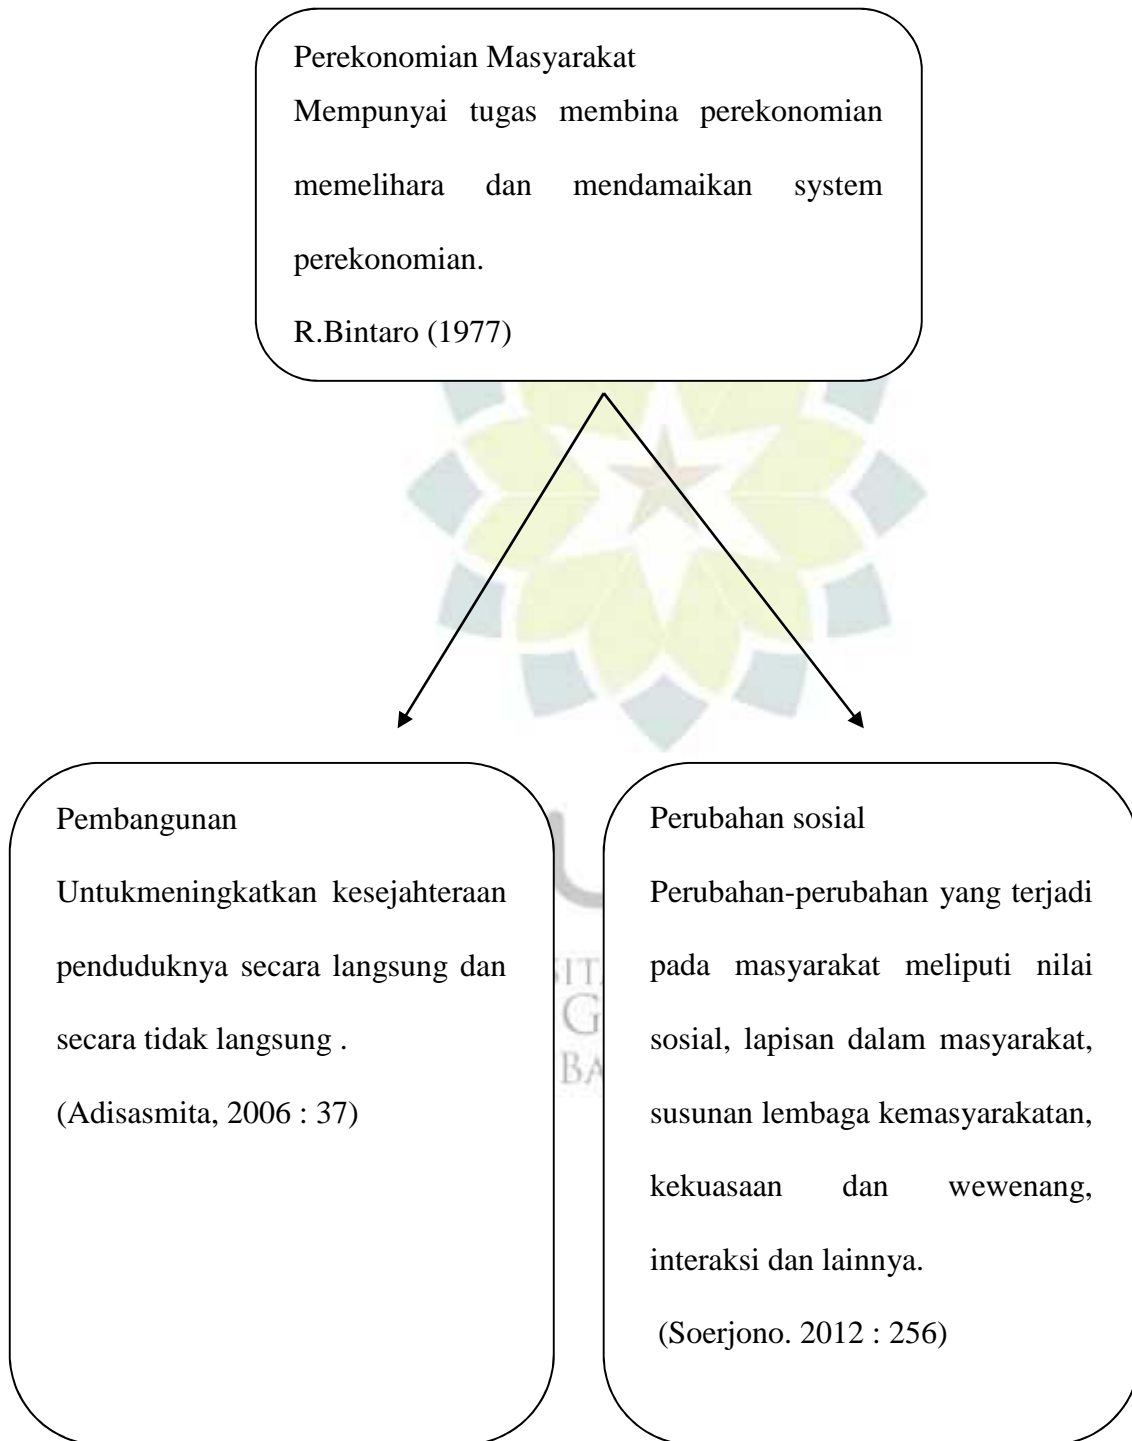 Perekonomian Masyarakat
Mempunyai tugas membina perekonomian
memelihara dan mendamaikan system
perekonomian.
R.Bintaro (1977)
Pembangunan
Untukmeningkatkan kesejahteraan
penduduknya secara langsung dan
secara tidak langsung .
(Adisasmita, 2006 : 37)
Perubahan sosial
Perubahan-perubahan yang terjadi
pada masyarakat meliputi nilai
sosial, lapisan dalam masyarakat,
susunan lembaga kemasyarakatan,
kekuasaan dan wewenang,
interaksi dan lainnya.
(Soerjono. 2012 : 256)